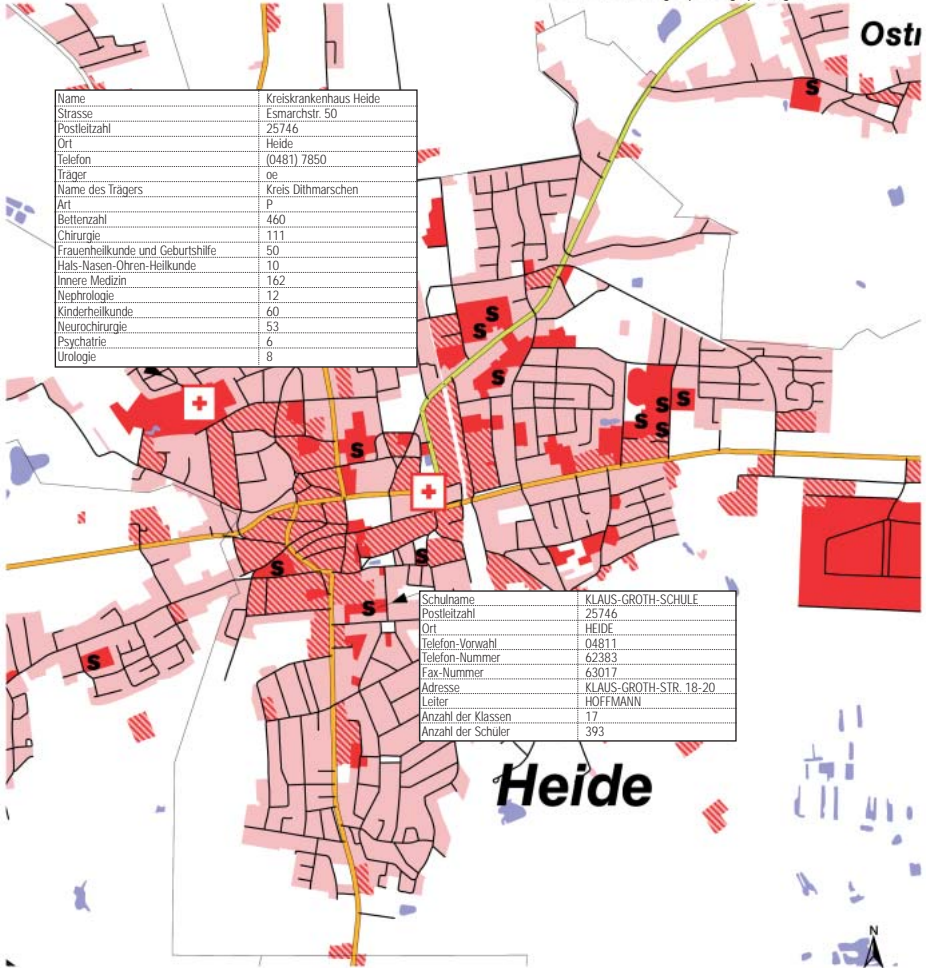 Ost
Name Kreiskrankenhaus Heide
Strasse Esmarchstr. 50
Postleitzahl 25746
Ort Heide
Telefon (0481) 7850
Träger oe
Name des Trägers Kreis Dithmarschen
Art P
Bettenzahl 460
Chirurgie 111
Frauenheilkunde und Geburtshilfe 50
Hals-Nasen-Ohren-Heilkunde 10
Innere Medizin 162
Nephrologie 12
Kinderheilkunde 60
Neurochirurgie 53
Psychatrie 6
Urologie 8
S
S
S
S
S
S
S
S
S
S
S
S
S
Schulname KLAUS-GROTH-SCHULE
Postleitzahl 25746
Ort HEIDE
Telefon-Vorwahl 04811
Telefon-Nummer 62383
Fax-Nummer 63017
Adresse KLAUS-GROTH-STR. 18-20
Leiter HOFFMANN
Anzahl der Klassen 17
Anzahl der Schüler 393
Heide
N